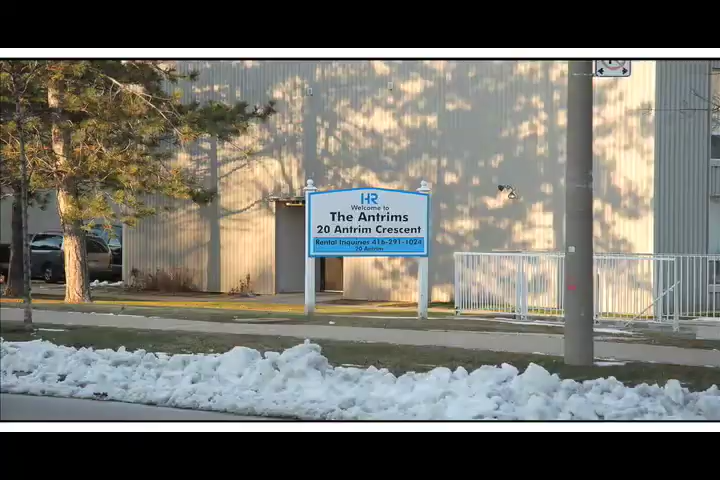 HR
Welcome to
The Antrims
20 Antrim Crescent
Rental Inquiries 416-291-1024
20 Antrim